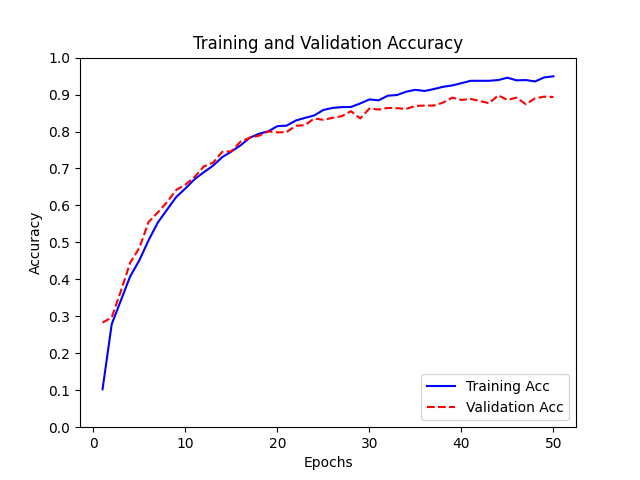 Training and Validation Accuracy
1.0
0.9
0.8
0.7
0.6
0.5
0.4
0.3
0.2
0.1
0.0
Accuracy
Training Acc
Validation Acc
0 10 20 30 40 50
Epochs